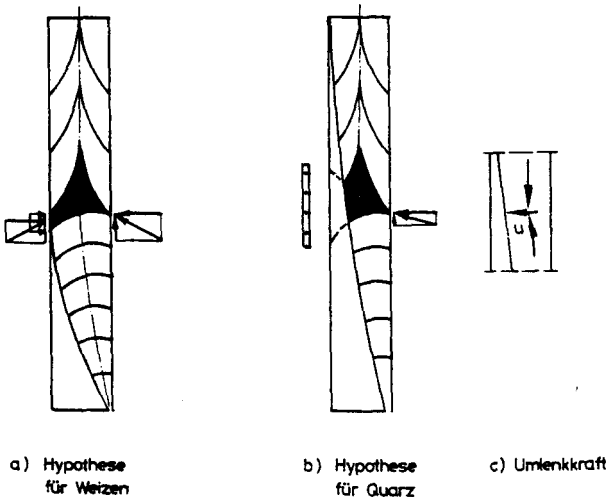 u
a) Hypothese
für Weizen
b) Hypothese
für Quarz
c) Umlenkkraft